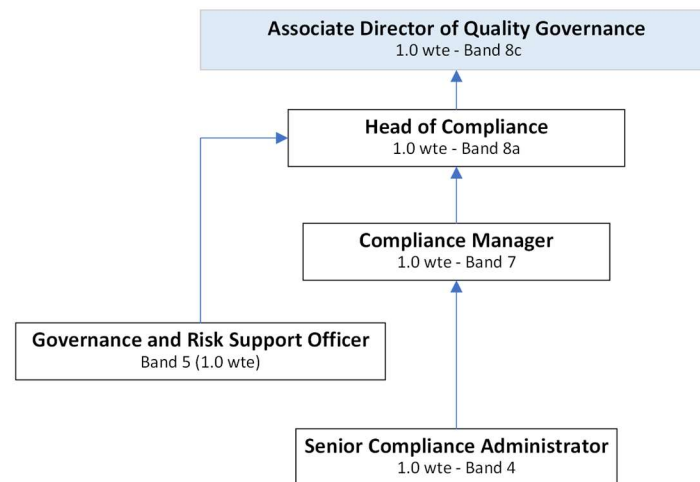 Associate Director of Quality Governance
1.0 wte - Band 8c
Head of Compliance
1.0 wte - Band 8a
Compliance Manager
1.0 wte - Band 7
Governance and Risk Support Officer
Band 5 (1.0 wte)
Senior Compliance Administrator
1.0 wte - Band 4